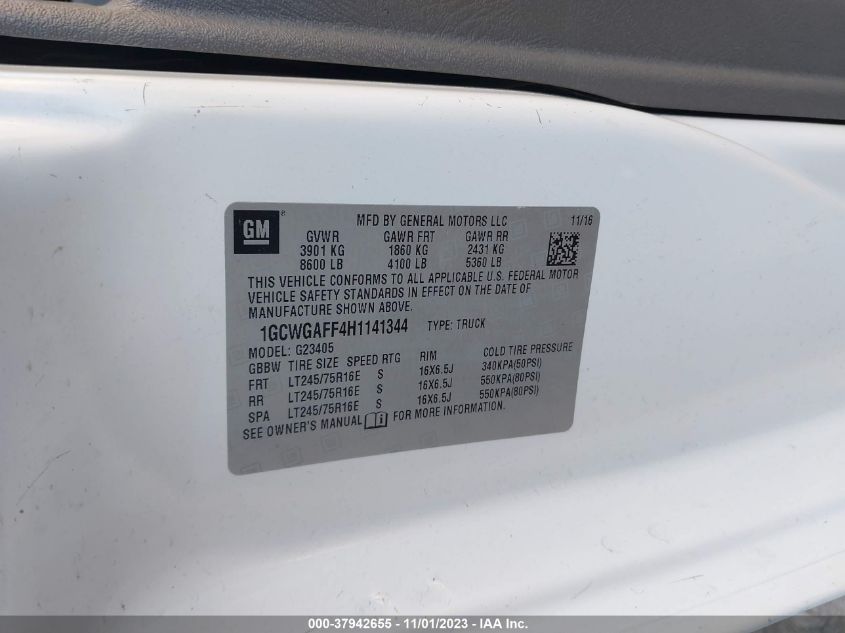 GM ®
MFD BY GENERAL MOTORS LLC 11/16
GVWR GAWR FRT GAWR RR
3901 KG 1860 KG 2431 KG
8600 LB 4100 LB 5360 LB
THIS VEHICLE CONFORMS TO ALL APPLICABLE U.S. FEDERAL MOTOR
VEHICLE SAFETY STANDARDS IN EFFECT ON THE DATE OF
MANUFACTURE SHOWN ABOVE.
1GCWGAFF4H1141344 TYPE: TRUCK
MODEL: G23405
GBBW TIRE SIZE SPEED RTG RIM COLD TIRE PRESSURE
FRT LT245/75R16E S 16X6.5J 340KPA(50PSI)
RR LT245/75R16E S 16X6.5J 550KPA(80PSI)
SPA LT245/75R16E S 16X6.5J 550KPA(80PSI)
SEE OWNER'S MANUAL FOR MORE INFORMATION.
000-37942655 - 11/01/2023 - IAA Inc.